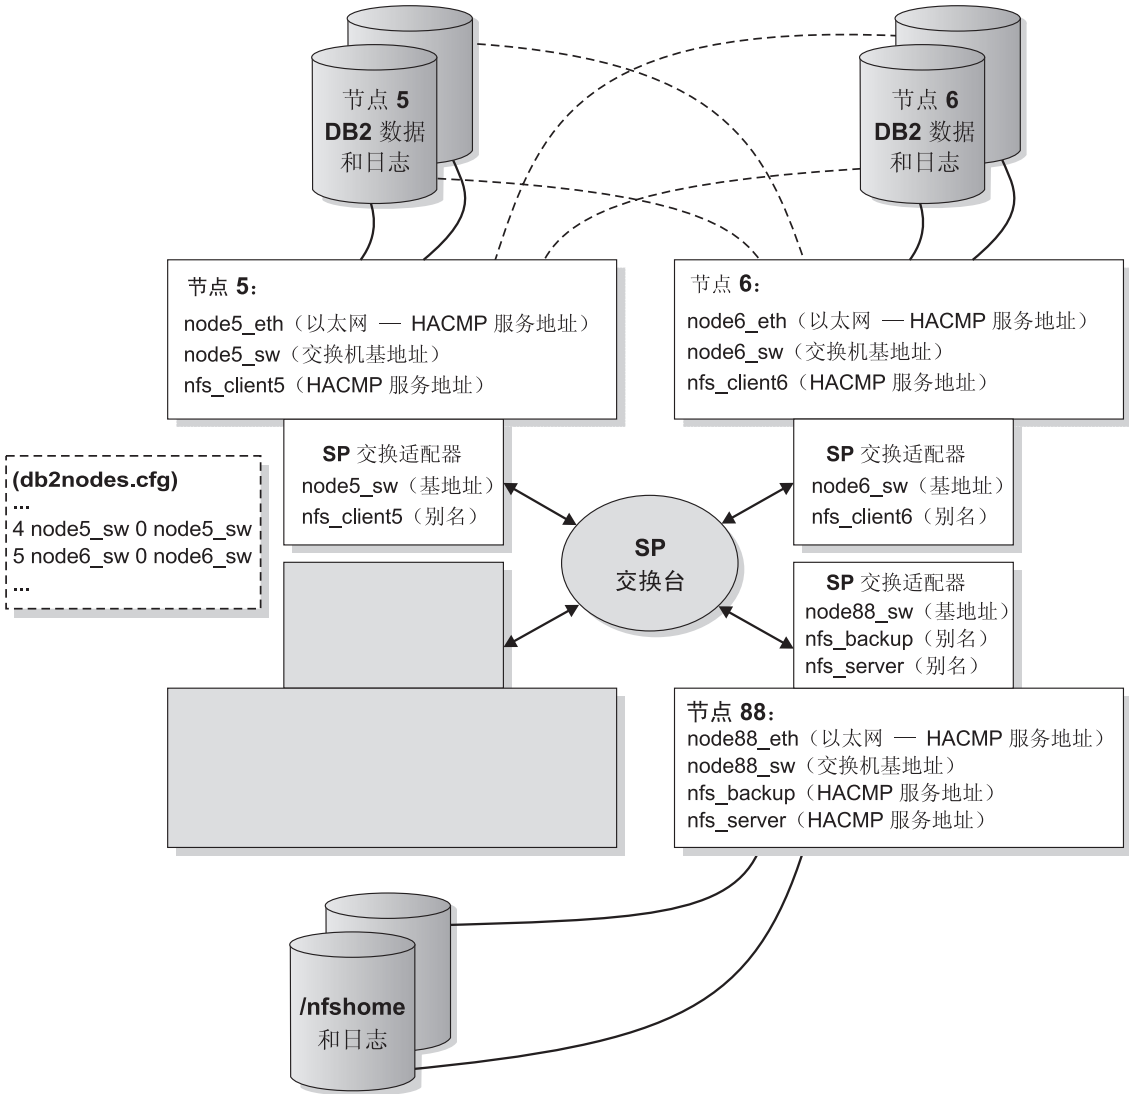 节点 5
DB2 数据
和日志
节点 6
DB2 数据
和日志
节点 5：
node5_eth（以太网 — HACMP 服务地址）
node5_sw（交换机基地址）
nfs_client5（HACMP 服务地址）
节点 6：
node6_eth（以太网 — HACMP 服务地址）
node6_sw（交换机基地址）
nfs_client6（HACMP 服务地址）
(db2nodes.cfg)
...
4 node5_sw 0 node5_sw
5 node6_sw 0 node6_sw
...
SP 交换适配器
node5_sw（基地址）
nfs_client5（别名）
SP
交换台
SP 交换适配器
node6_sw（基地址）
nfs_client6（别名）
SP 交换适配器
node88_sw（基地址）
nfs_backup（别名）
nfs_server（别名）
节点 88：
node88_eth（以太网 — HACMP 服务地址）
node88_sw（交换机基地址）
nfs_backup（HACMP 服务地址）
nfs_server（HACMP 服务地址）
/nfshome
和日志